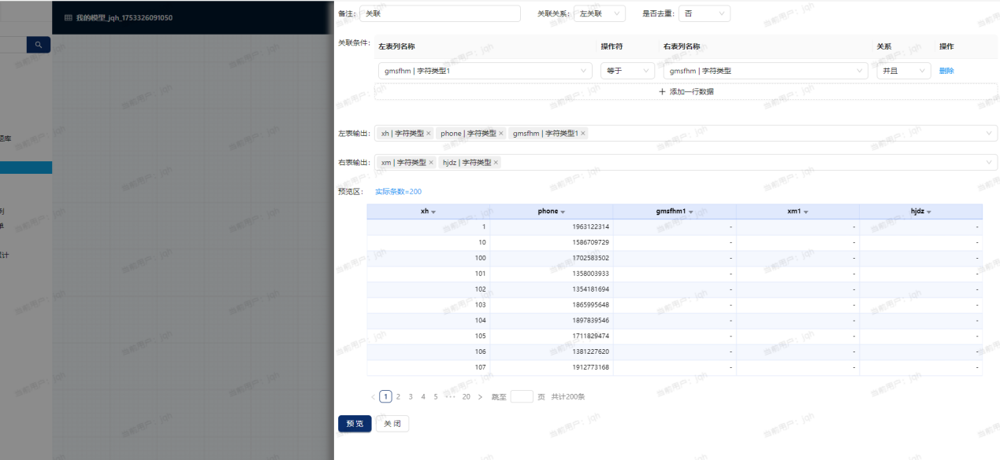 我的模型_jqh_1753326091050
备注: 关联 关联关系: 左关联 是否去重: 否
关联条件: 左表列名称 操作符 右表列名称 关系 操作
gmsfhm | 字符类型1 等于 gmsfhm | 字符类型 并且 删除
+ 添加一行数据
左表输出: xh | 字符类型 × phone | 字符类型 × gmsfhm | 字符类型1 ×
右表输出: xm | 字符类型 × hjdz | 字符类型 ×
预览区: 实际条数=200
xh phone gmsfhm1 xm1 hjdz
1 1963122314 - - -
10 1586709729 - - -
100 1702583502 - - -
101 1358003933 - - -
102 1354181694 - - -
103 1865995648 - - -
104 1897839546 - - -
105 1711829474 - - -
106 1381227620 - - -
107 1912773168 - - -
< 1 2 3 4 5 ··· 20 > 跳至 页 共计200条
预 览 关 闭
当前用户: jqh